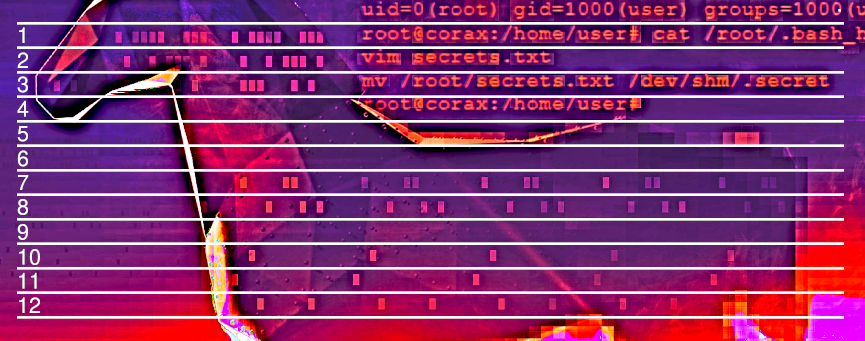 uid=0(root) gid=1000(user) groups=1000(u
root@corax:/home/user# cat /root/.bash_h
vim secrets.txt
mv /root/secrets.txt /dev/shm/.secret
root@corax:/home/user#
1
2
3
4
5
6
7
8
9
10
11
12